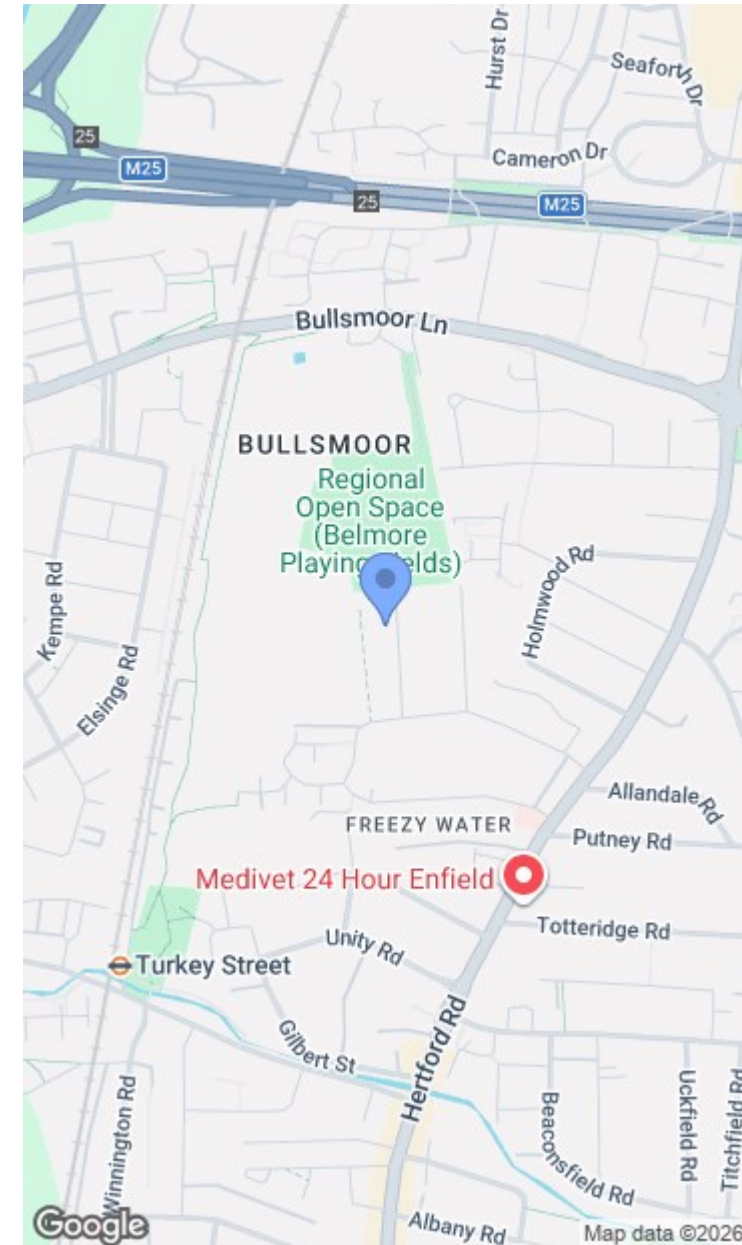 Hurst Dr
Seaforth Dr
25
M25
Cameron Dr
25
M25
Bullsmoor Ln
BULLSMOOR
Regional
Open Space
(Belmore
Playing Fields)
Holmwood Rd
Kempe Rd
Elsinge Rd
Allandale Rd
FREEZY WATER
Putney Rd
Medivet 24 Hour Enfield
Totteridge Rd
Unity Rd
Turkey Street
Hertford Rd
Gilbert St
Winnington Rd
Beaconsfield Rd
Uckfield Rd
Titchfield Rd
Albany Rd
Google
Map data ©2026